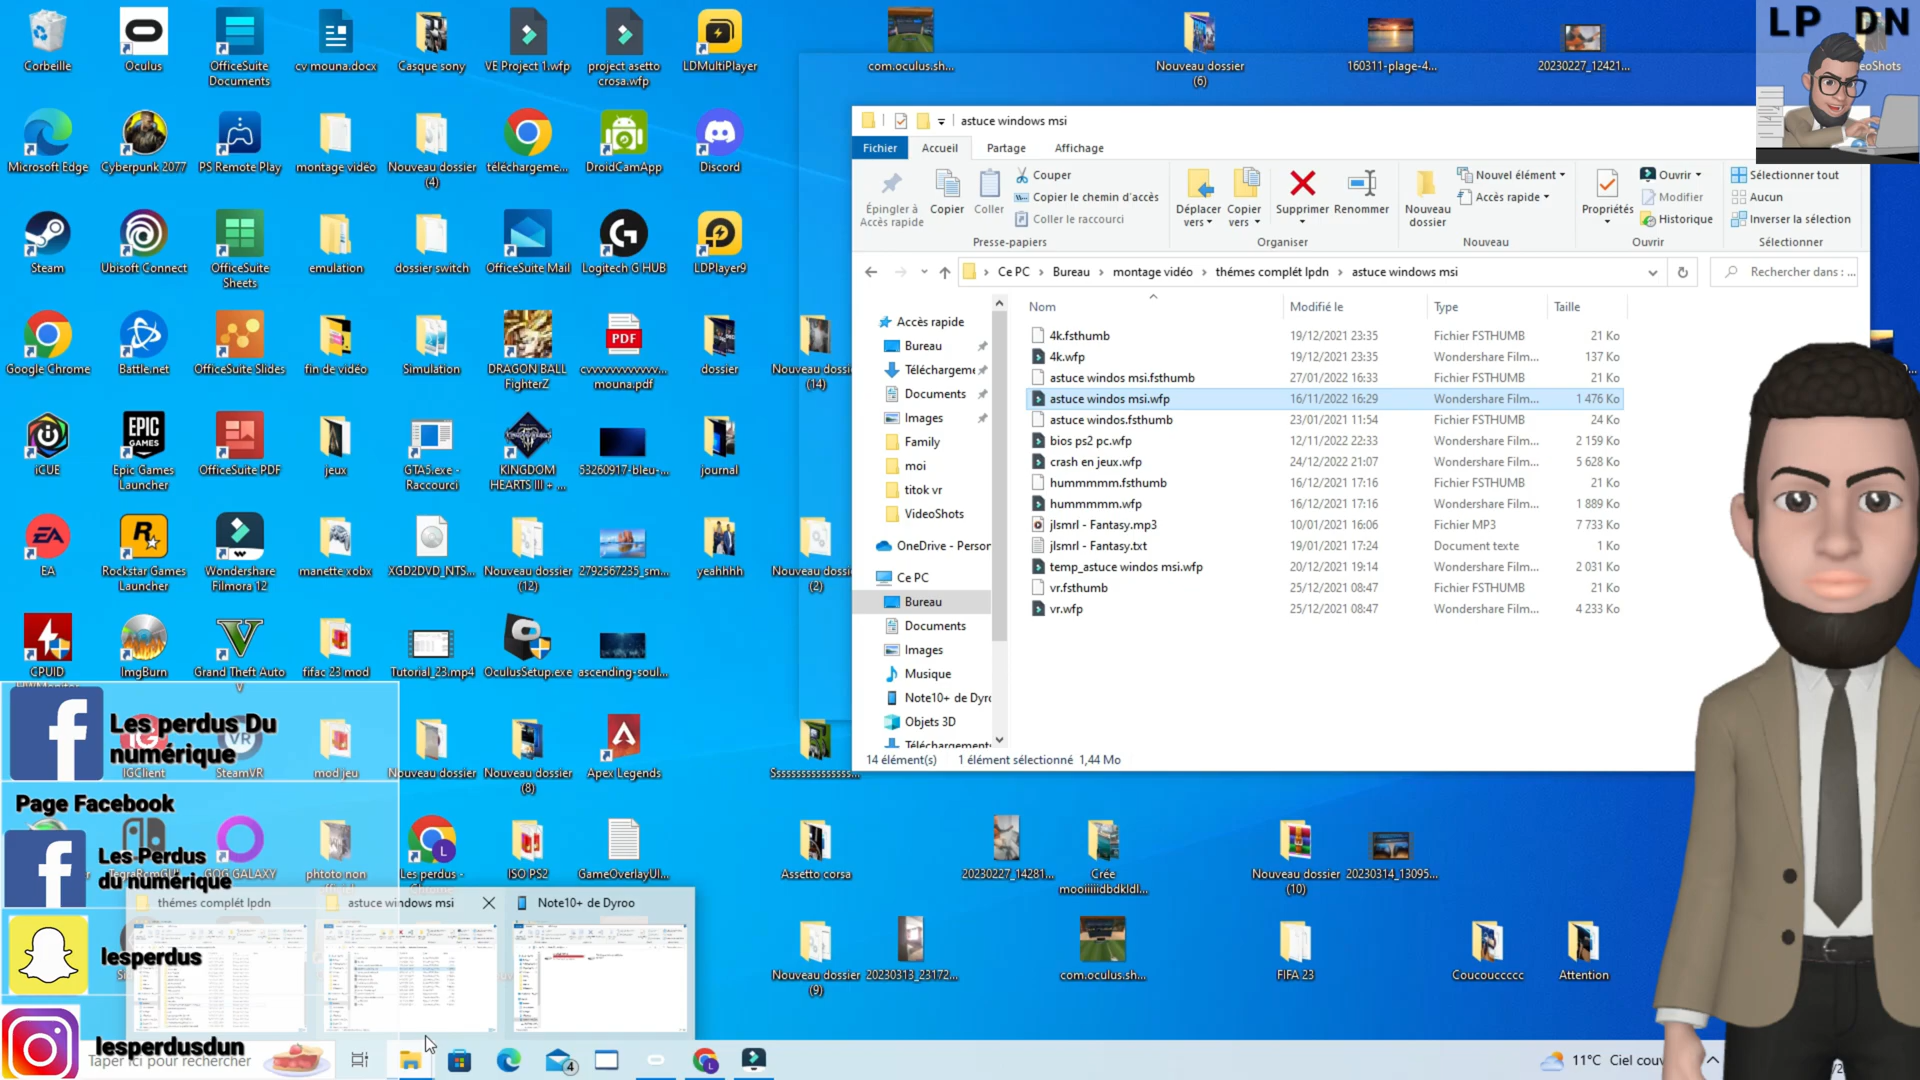 Corbeille
Oculus
OfficeSuite
Documents
cv mouna.docx
Casque sony
VE Project 1.wfp
project asetto
crosa.wfp
LDMultiPlayer
com.oculus.sh...
Nouveau dossier
(6)
160311-plage-4...
20230227_12421...
LP DN
eoShots
Microsoft Edge
Cyberpunk 2077
PS Remote Play
montage vidéo
Nouveau dossier
(4)
téléchargeme...
DroidCamApp
Discord
Steam
Ubisoft Connect
OfficeSuite
Sheets
emulation
dossier switch
OfficeSuite Mail
Logitech G HUB
LDPlayer9
Google Chrome
Battle.net
OfficeSuite Slides
fin de vidéo
Simulation
DRAGON BALL
FighterZ
PDF
cvvvvvvvvvvv...
mouna.pdf
dossier
Nouveau dossi
(14)
iCUE
EPIC
GAMES
Epic Games
Launcher
OfficeSuite PDF
jeux
GTA5.exe -
Raccourci
KINGDOM
HEARTS III + ...
53260917-bleu-...
journal
EA
Rockstar Games
Launcher
Wondershare
Filmora 12
manette xobx
XGD2DVD_NTS...
Nouveau dossier
(12)
2792567235_sm...
yeahhhh
Nouveau dossi
(2)
CPUID
ImgBurn
Grand Theft Auto
V
fifac 23 mod
Tutorial_23.mp4
OculusSetup.exe
ascending-soul...
Les perdus Du
numérique
IGClient
SteamVR
mod jeu
Nouveau dossier
Nouveau dossier
(8)
Apex Legends
Ssssssssssssssss...
Page Facebook
Les Perdus
du numérique
GOG GALAXY
phtoto non
Les perdus -
ISO PS2
GameOverlayUI...
Assetto corsa
20230227_14281...
Crée
mooiiiiidbdkldl...
Nouveau dossier
(10)
20230314_13095...
lesperdus
Nouveau dossier
(9)
20230313_23172...
com.oculus.sh...
FIFA 23
Coucouccccc
Attention
lesperdusdun
astuce windows msi
Fichier
Accueil
Partage
Affichage
Épingler à
Accès rapide
Copier
Coller
Couper
Copier le chemin d'accès
Coller le raccourci
Presse-papiers
Déplacer
vers
Copier
vers
Supprimer
Renommer
Organiser
Nouveau
dossier
Nouvel élément
Accès rapide
Nouveau
Propriétés
Ouvrir
Modifier
Historique
Ouvrir
Sélectionner tout
Aucun
Inverser la sélection
Sélectionner
Ce PC > Bureau > montage vidéo > thémes complét lpdn > astuce windows msi
Rechercher dans : ...
Accès rapide
Bureau
Téléchargeme
Documents
Images
Family
moi
titok vr
VideoShots
OneDrive - Person
Ce PC
Bureau
Documents
Images
Musique
Note10+ de Dyro
Objets 3D
Téléchargement
Nom Modifié le Type Taille
4k.fsthumb 19/12/2021 23:35 Fichier FSTHUMB 21 Ko
4k.wfp 19/12/2021 23:35 Wondershare Film... 137 Ko
astuce windos msi.fsthumb 27/01/2022 16:33 Fichier FSTHUMB 21 Ko
astuce windos msi.wfp 16/11/2022 16:29 Wondershare Film... 1 476 Ko
astuce windos.fsthumb 23/01/2021 11:54 Fichier FSTHUMB 24 Ko
bios ps2 pc.wfp 12/11/2022 22:33 Wondershare Film... 2 159 Ko
crash en jeux.wfp 24/12/2022 21:07 Wondershare Film... 5 628 Ko
hummmmm.fsthumb 16/12/2021 17:16 Fichier FSTHUMB 21 Ko
hummmmm.wfp 16/12/2021 17:16 Wondershare Film... 1 889 Ko
jlsmrl - Fantasy.mp3 10/01/2021 16:06 Fichier MP3 7 733 Ko
jlsmrl - Fantasy.txt 19/01/2021 17:24 Document texte 1 Ko
temp_astuce windos msi.wfp 20/12/2021 19:14 Wondershare Film... 2 031 Ko
vr.fsthumb 25/12/2021 08:47 Fichier FSTHUMB 21 Ko
vr.wfp 25/12/2021 08:47 Wondershare Film... 4 233 Ko
14 élément(s) 1 élément sélectionné 1,44 Mo
thémes complét lpdn
astuce windows msi
Note10+ de Dyroo
Taper ici pour rechercher
4
11°C Ciel couv